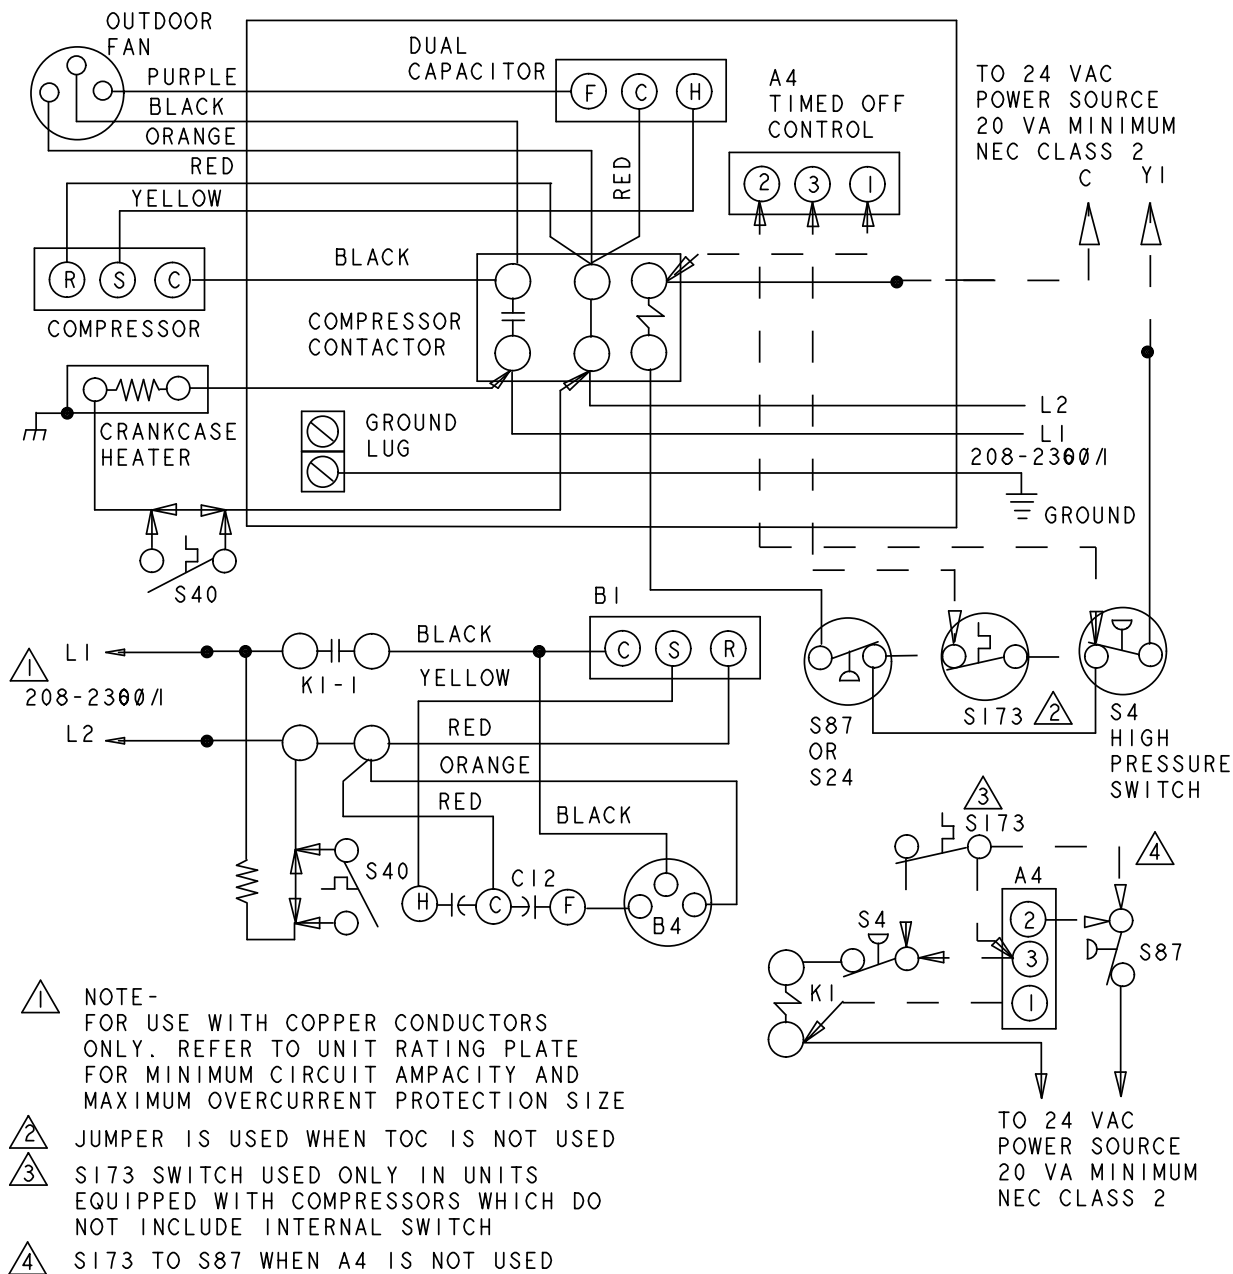 OUTDOOR
FAN
PURPLE
BLACK
ORANGE
RED
YELLOW
DUAL
CAPACITOR
F C H
RED
A4
TIMED OFF
CONTROL
2 3 1
TO 24 VAC
POWER SOURCE
20 VA MINIMUM
NEC CLASS 2
C Y1
R S C
COMPRESSOR
BLACK
COMPRESSOR
CONTACTOR
CRANKCASE
HEATER
GROUND
LUG
L2
L1
GROUND
S40
B1
C S R
L1
1
K1-1
L2
BLACK
YELLOW
RED
ORANGE
RED
BLACK
S40
H C F
C12
B4
S87
OR
S24
S173 2
S4
HIGH
PRESSURE
SWITCH
3
S173
4
A4
2
3
1
S4
S87
K1
TO 24 VAC
POWER SOURCE
20 VA MINIMUM
NEC CLASS 2
1 NOTE-
FOR USE WITH COPPER CONDUCTORS
ONLY. REFER TO UNIT RATING PLATE
FOR MINIMUM CIRCUIT AMPACITY AND
MAXIMUM OVERCURRENT PROTECTION SIZE
2 JUMPER IS USED WHEN TOC IS NOT USED
3 S173 SWITCH USED ONLY IN UNITS
EQUIPPED WITH COMPRESSORS WHICH DO
NOT INCLUDE INTERNAL SWITCH
4 S173 TO S87 WHEN A4 IS NOT USED